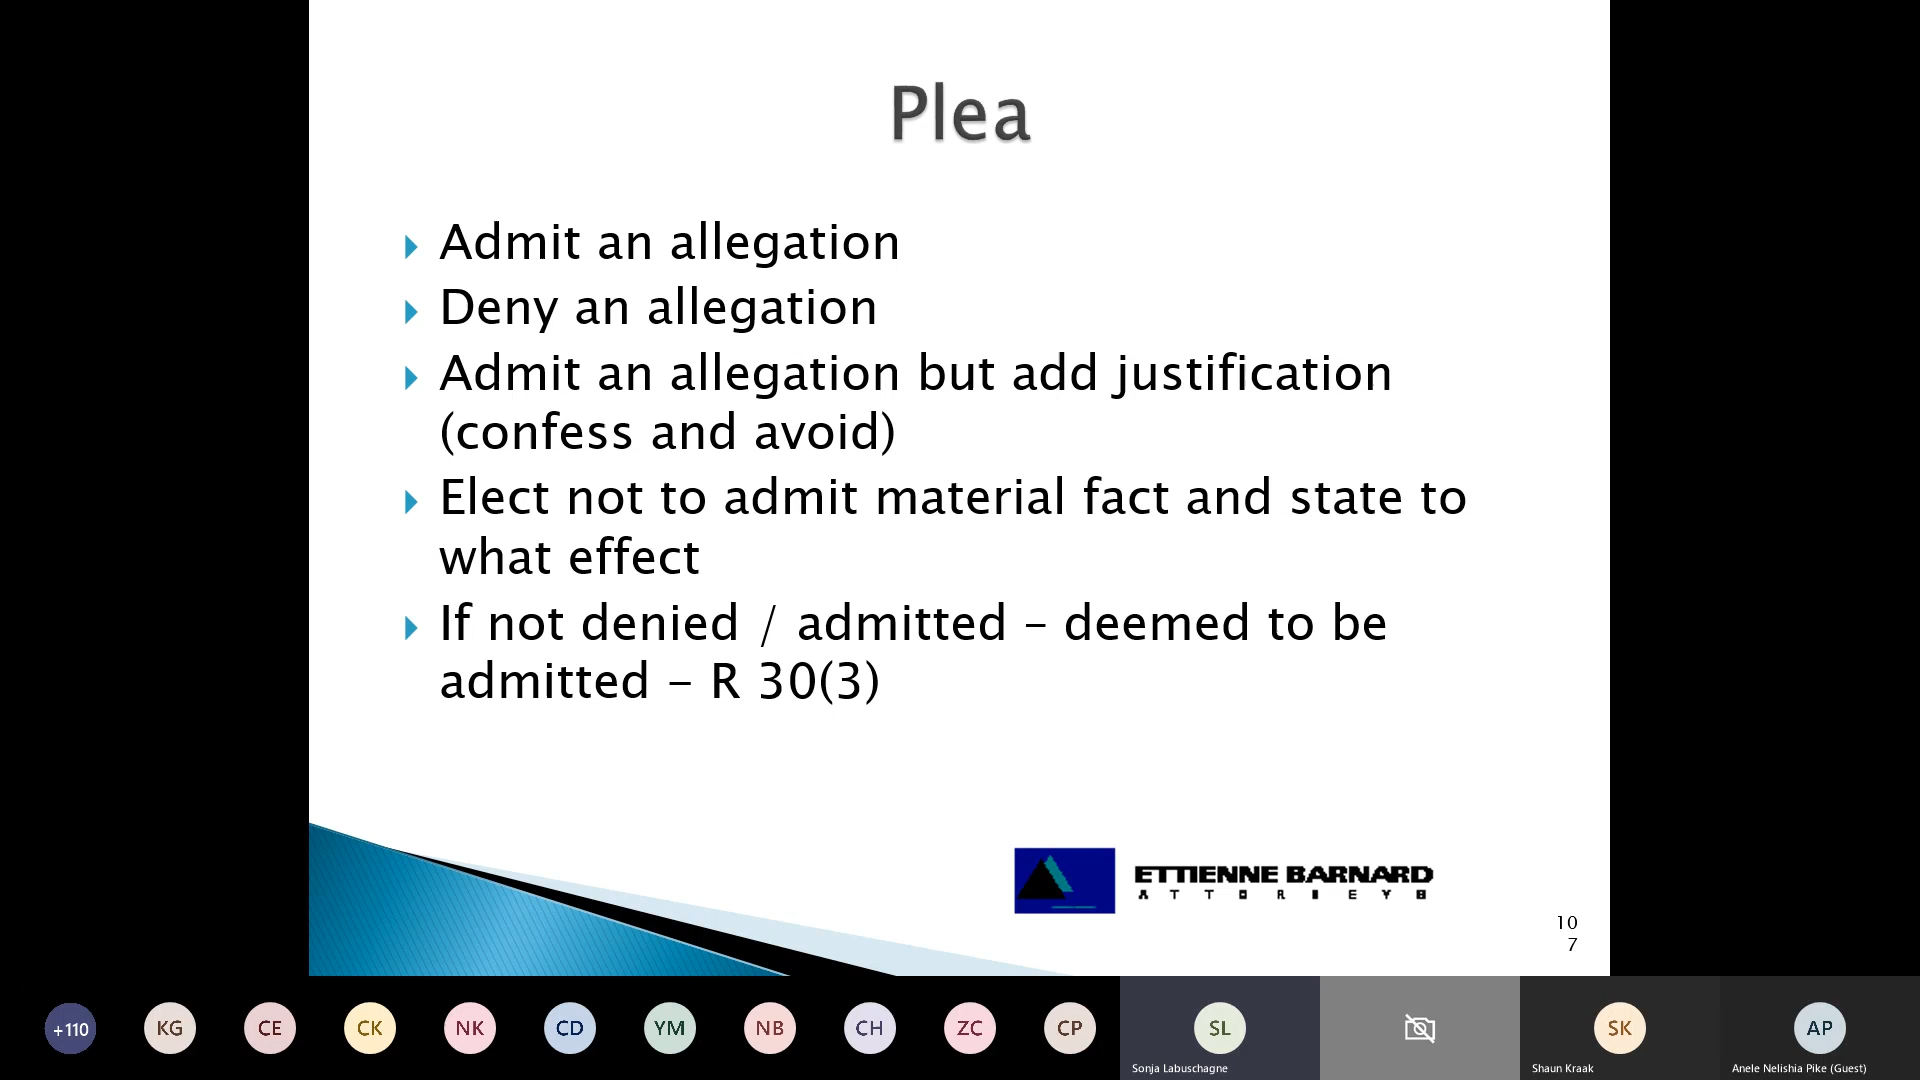 Plea
Admit an allegation
Deny an allegation
Admit an allegation but add justification
(confess and avoid)
Elect not to admit material fact and state to
what effect
If not denied / admitted – deemed to be
admitted – R 30(3)
ETTIENNE BARNARD
ATTORNEYS
10
7
+110 KG CE CK NK CD YM NB CH ZC CP SL SK AP
Sonja Labuschagne Shaun Kraak Anele Nelishia Pike (Guest)